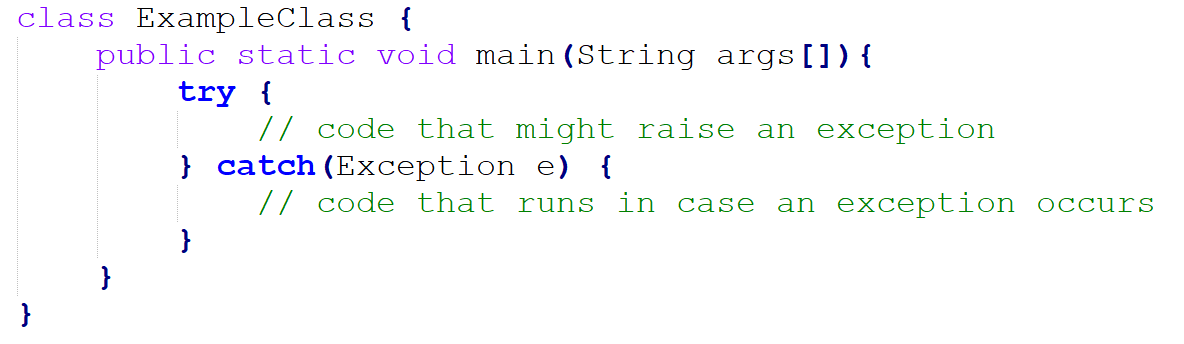 class ExampleClass {
    public static void main(String args[]){
        try {
            // code that might raise an exception
        } catch(Exception e) {
            // code that runs in case an exception occurs
        }
    }
}